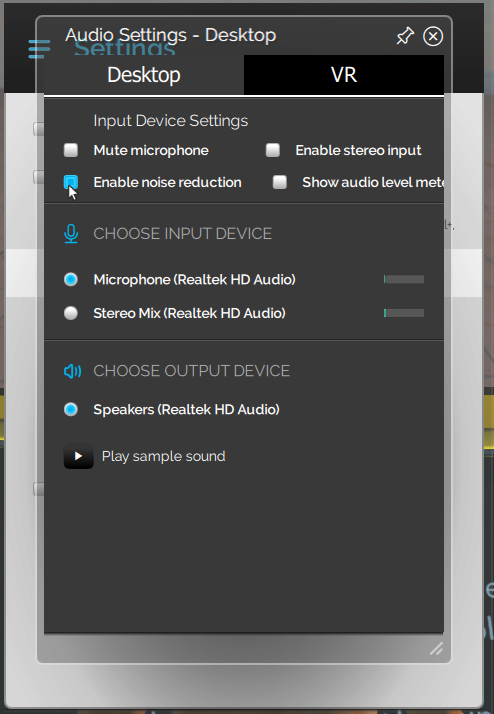 Audio Settings - Desktop
Settings
Desktop
VR
Input Device Settings
Mute microphone
Enable stereo input
Enable noise reduction
Show audio level mete
CHOOSE INPUT DEVICE
Microphone (Realtek HD Audio)
Stereo Mix (Realtek HD Audio)
CHOOSE OUTPUT DEVICE
Speakers (Realtek HD Audio)
Play sample sound